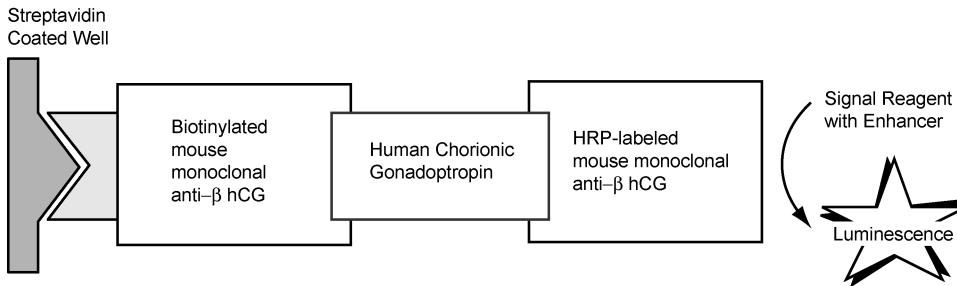 Streptavidin
Coated Well
Biotinylated
mouse
monoclonal
anti–β hCG
Human Chorionic
Gonadoptropin
HRP-labeled
mouse monoclonal
anti–β hCG
Signal Reagent
with Enhancer
Luminescence